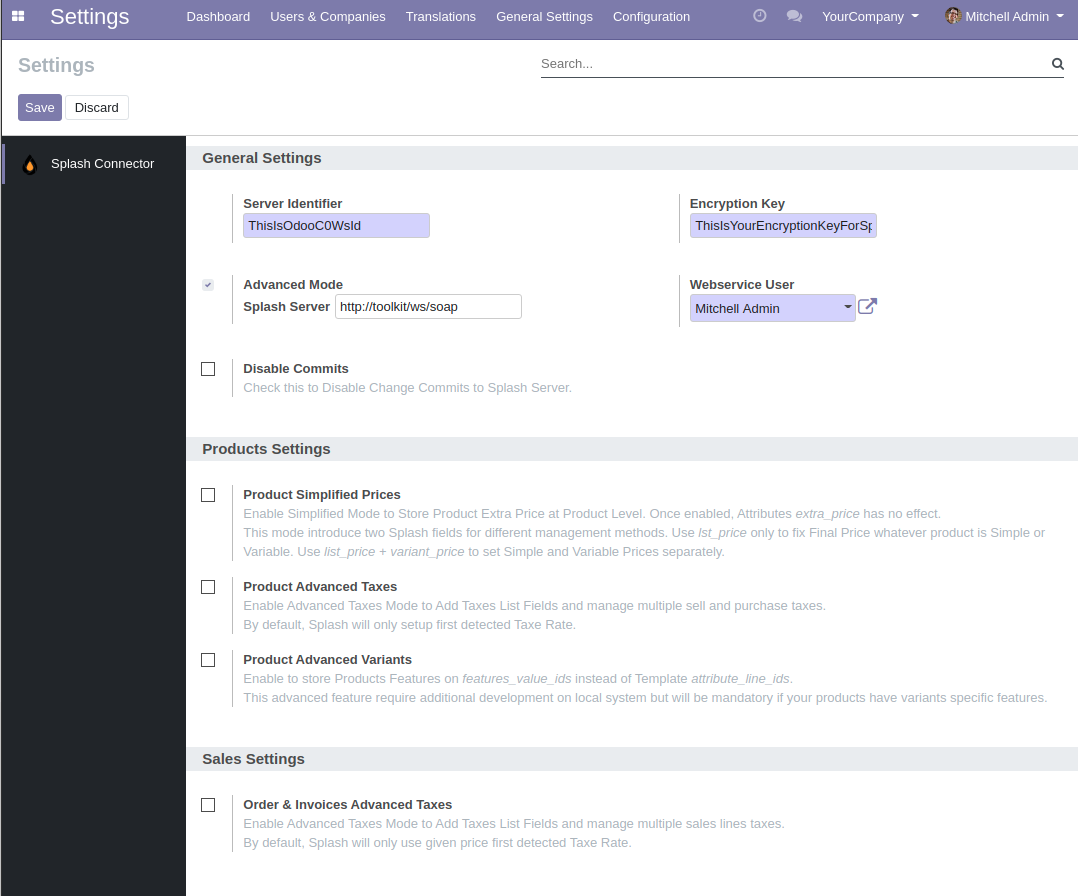 Settings Dashboard Users & Companies Translations General Settings Configuration YourCompany Mitchell Admin
Settings
Search...
Save Discard
Splash Connector
General Settings
Server Identifier
ThisIsOdooC0WsId
Encryption Key
ThisIsYourEncryptionKeyForSp
Advanced Mode
Splash Server http://toolkit/ws/soap
Webservice User
Mitchell Admin
Disable Commits
Check this to Disable Change Commits to Splash Server.
Products Settings
Product Simplified Prices
Enable Simplified Mode to Store Product Extra Price at Product Level. Once enabled, Attributes extra_price has no effect.
This mode introduce two Splash fields for different management methods. Use lst_price only to fix Final Price whatever product is Simple or
Variable. Use list_price + variant_price to set Simple and Variable Prices separately.
Product Advanced Taxes
Enable Advanced Taxes Mode to Add Taxes List Fields and manage multiple sell and purchase taxes.
By default, Splash will only setup first detected Taxe Rate.
Product Advanced Variants
Enable to store Products Features on features_value_ids instead of Template attribute_line_ids.
This advanced feature require additional development on local system but will be mandatory if your products have variants specific features.
Sales Settings
Order & Invoices Advanced Taxes
Enable Advanced Taxes Mode to Add Taxes List Fields and manage multiple sales lines taxes.
By default, Splash will only use given price first detected Taxe Rate.